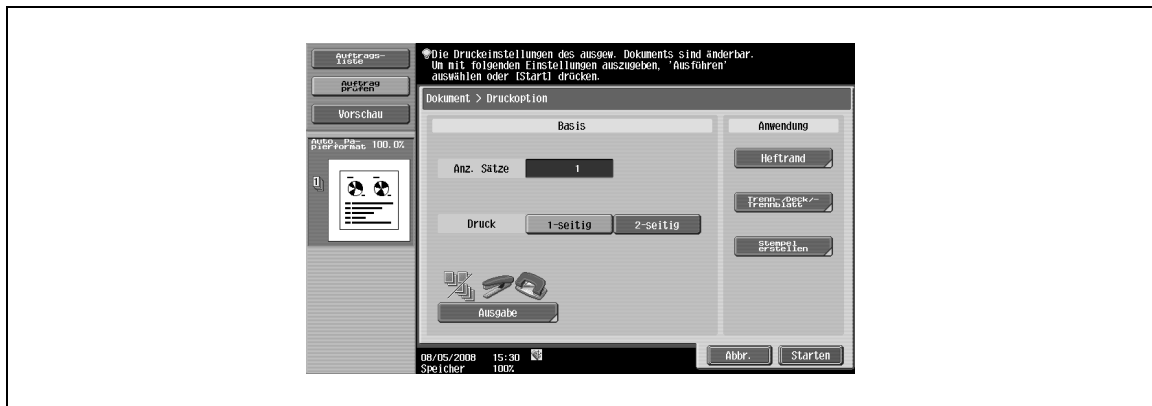 Auftrags-
liste
Auftrag
prüfen
Vorschau
Auto. Pa-
pierformat 100.0%
1
Die Druckeinstellungen des ausgew. Dokuments sind änderbar.
Um mit folgenden Einstellungen auszugeben, 'Ausführen'
auswählen oder [Start] drücken.
Dokument > Druckoption
Basis
Anz. Sätze 1
Druck 1-seitig 2-seitig
Ausgabe
Anwendung
Heftrand
Trenn-/Deck/-
Trennblatt
Stempel
erstellen
08/05/2008 15:30
Speicher 100%
Abbr. Starten